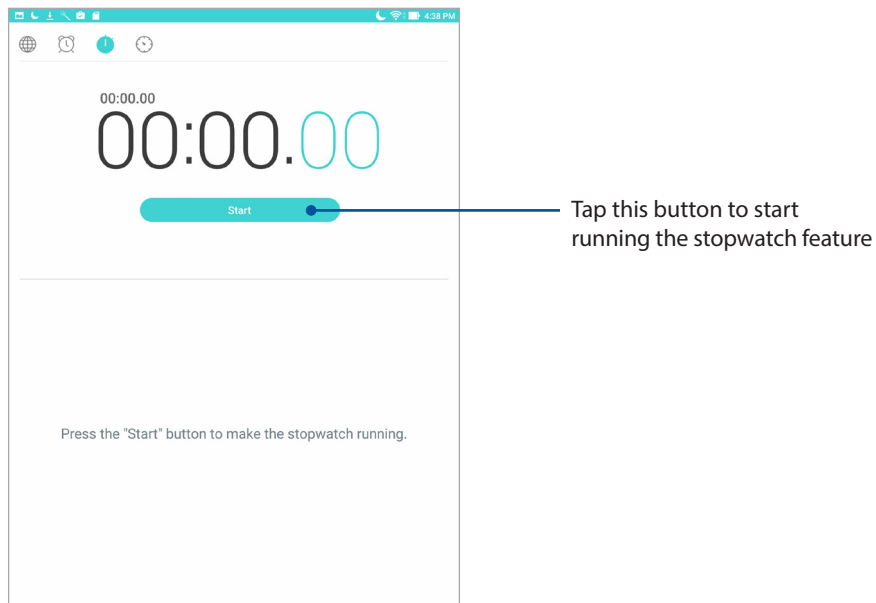 4:38 PM
00:00.00
00:00.00
Start
Tap this button to start
running the stopwatch feature
Press the "Start" button to make the stopwatch running.